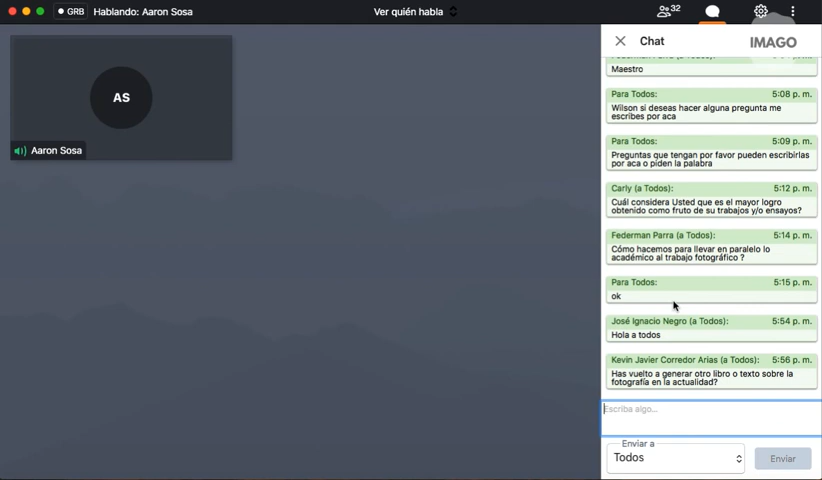 GRB
Hablando: Aaron Sosa
Ver quién habla
32
Chat
IMAGO
AS
Aaron Sosa
Maestro
Para Todos: 5:08 p. m.
Wilson si deseas hacer alguna pregunta me
escribes por aca
Para Todos: 5:09 p. m.
Preguntas que tengan por favor pueden escribirlas
por aca o piden la palabra
Carly (a Todos): 5:12 p. m.
Cuál considera Usted que es el mayor logro
obtenido como fruto de su trabajos y/o ensayos?
Federman Parra (a Todos): 5:14 p. m.
Cómo hacemos para llevar en paralelo lo
académico al trabajo fotográfico ?
Para Todos: 5:15 p. m.
ok
José Ignacio Negro (a Todos): 5:54 p. m.
Hola a todos
Kevin Javier Corredor Arias (a Todos): 5:56 p. m.
Has vuelto a generar otro libro o texto sobre la
fotografía en la actualidad?
Escriba algo...
Enviar a
Todos
Enviar